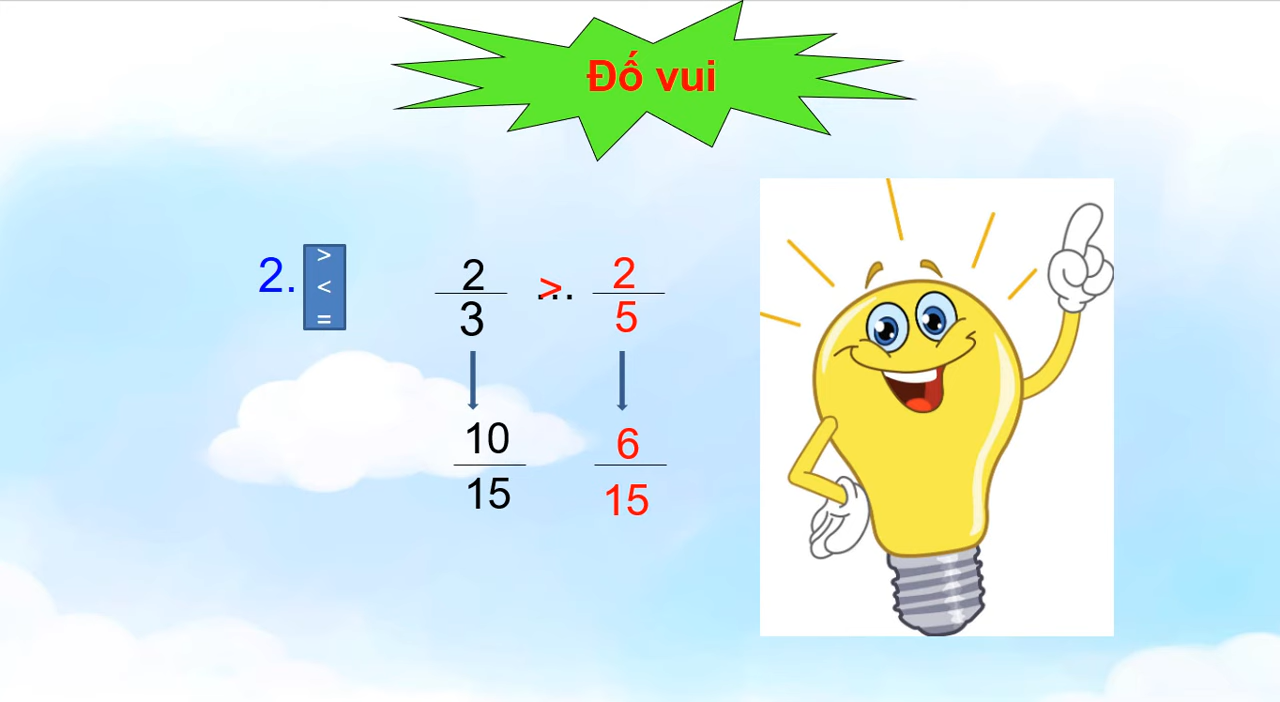 Đố vui
2.
>
<
=
2/3 ...> 2/5
10/15 6/15